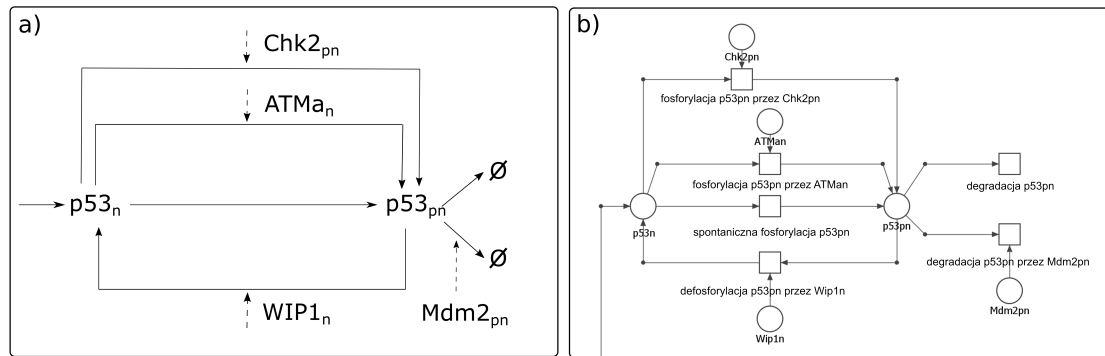 a)
Chk2pn
ATMan
p53n
p53pn
Ø
Ø
WIP1n
Mdm2pn
b)
Chk2pn
fosforylacja p53pn przez Chk2pn
ATMan
fosforylacja p53pn przez ATMan
degradacja p53pn
p53n
p53pn
spontaniczna fosforylacja p53pn
degradacja p53pn przez Mdm2pn
defosforylacja p53pn przez Wip1n
Mdm2pn
Wip1n